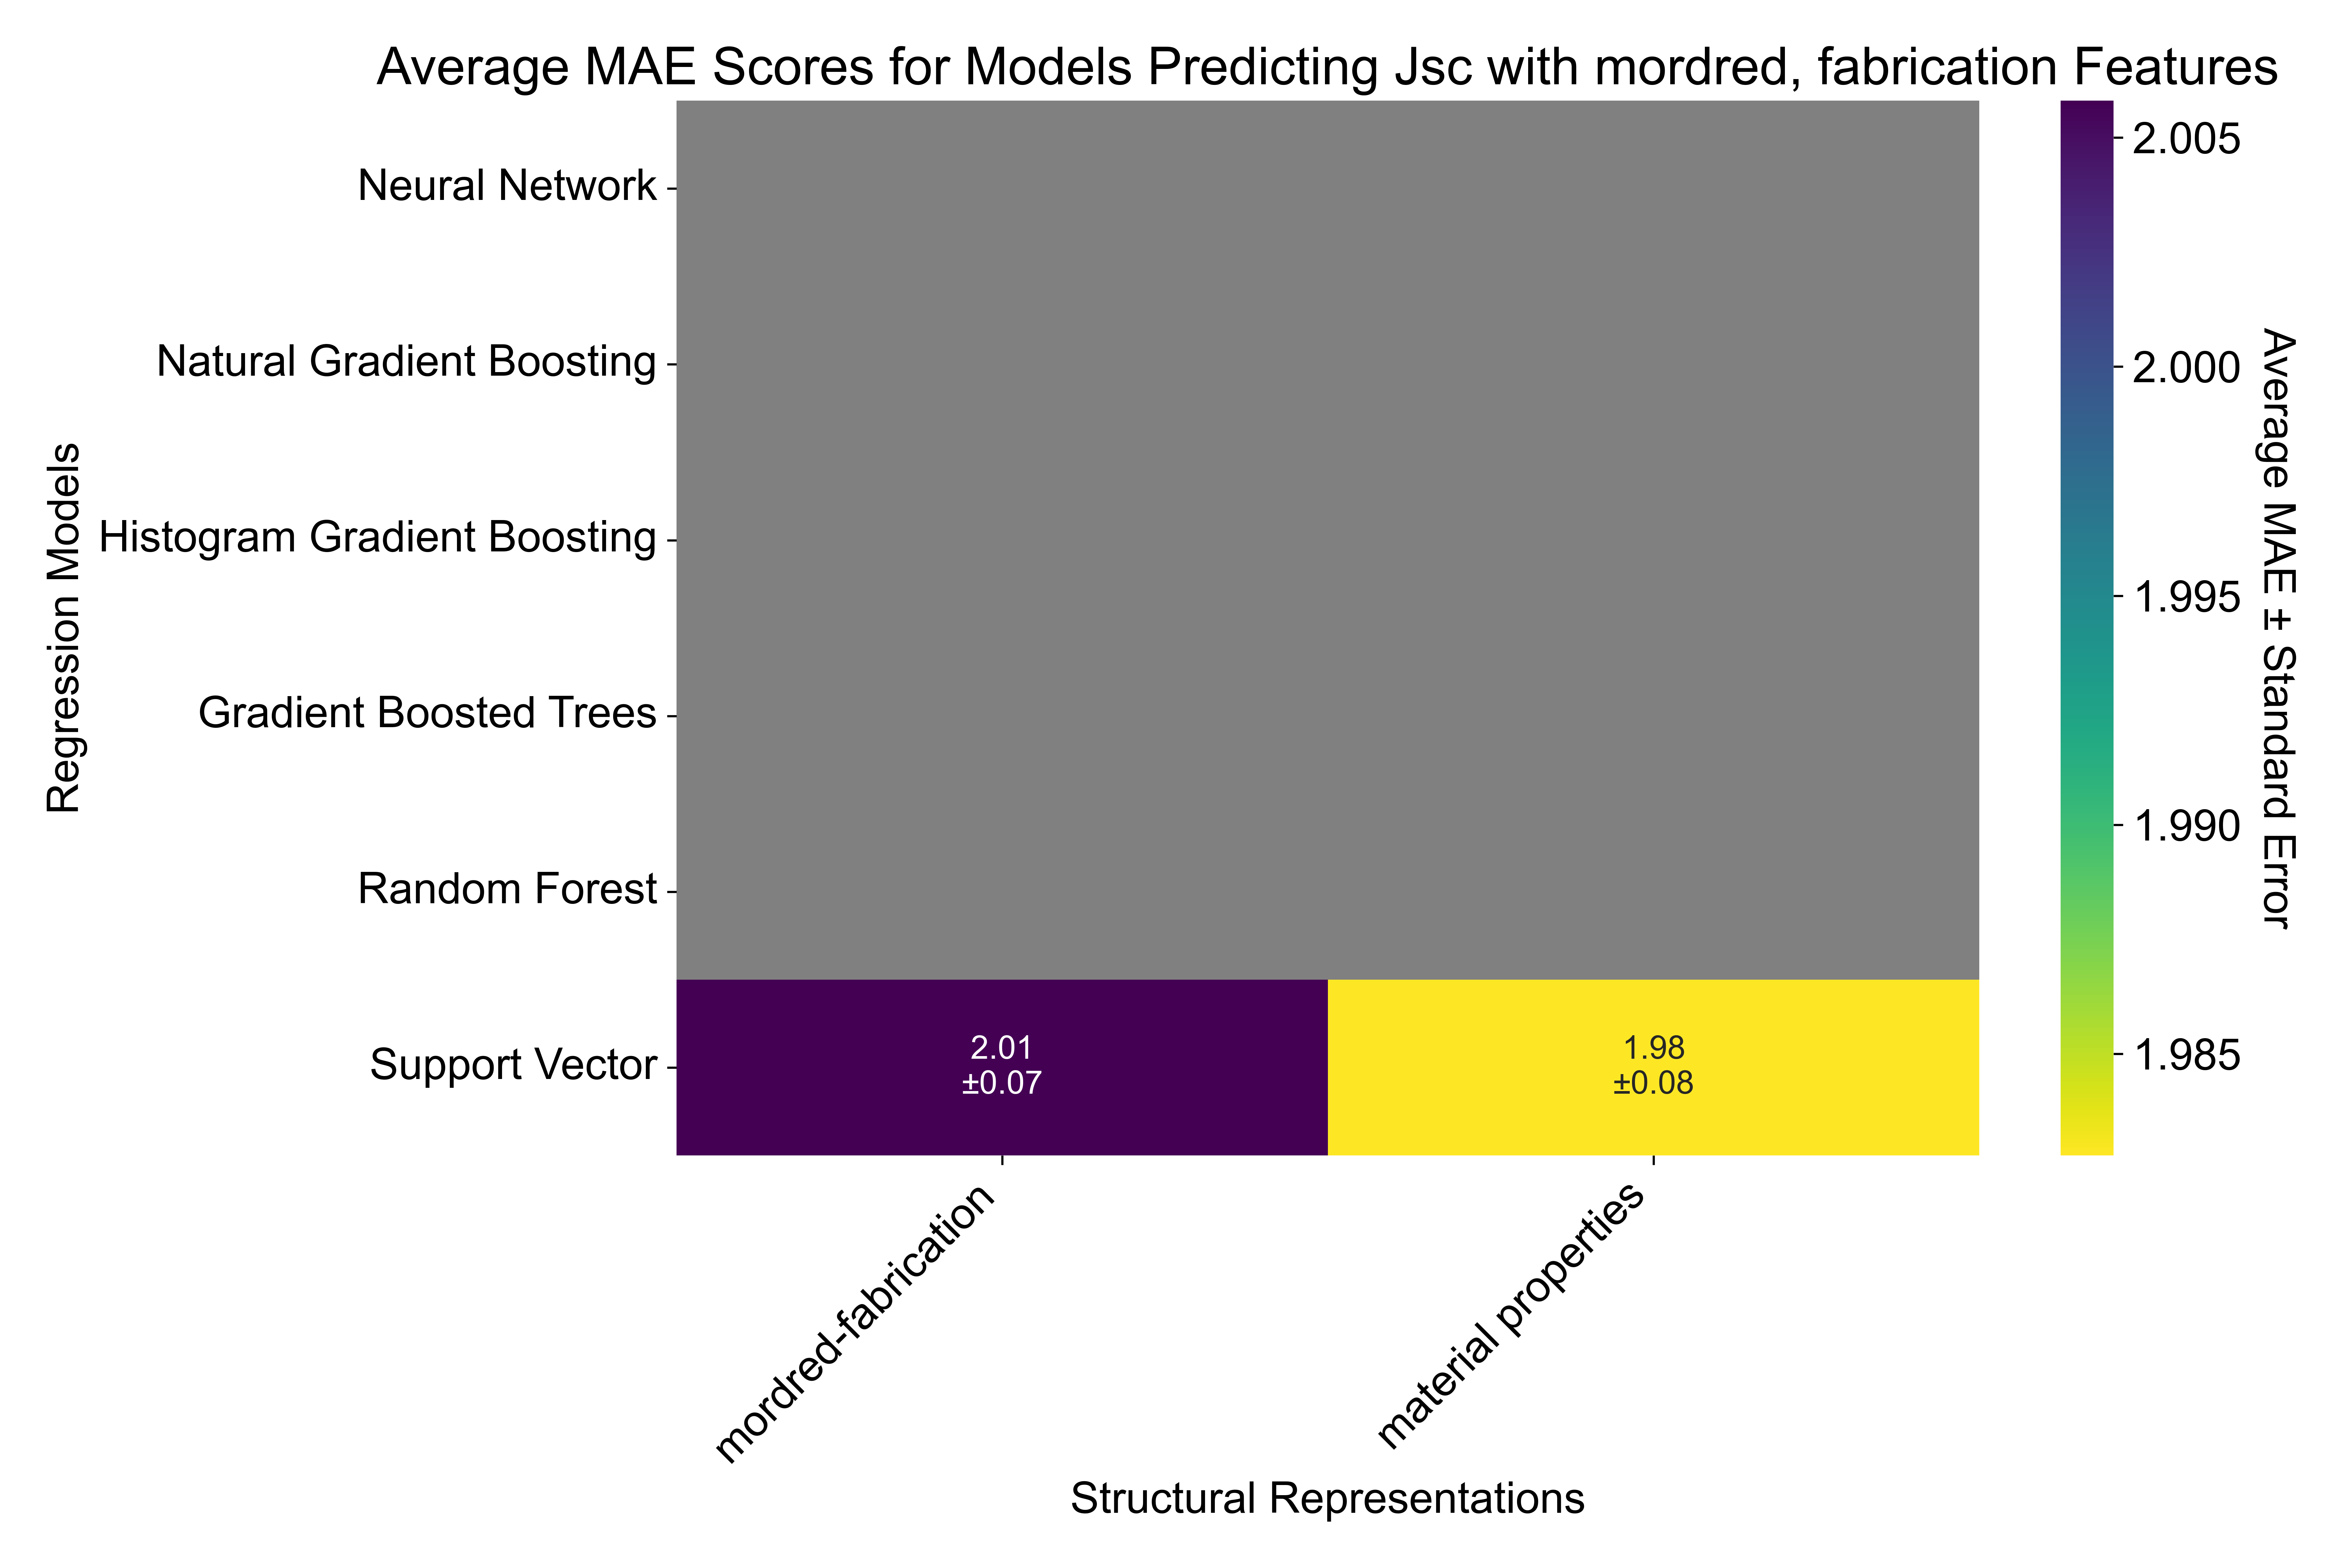 Average MAE Scores for Models Predicting Jsc with mordred, fabrication Features
Regression Models
Neural Network
Natural Gradient Boosting
Histogram Gradient Boosting
Gradient Boosted Trees
Random Forest
Support Vector
2.01
±0.07
1.98
±0.08
mordred-fabrication
material properties
Structural Representations
2.005
2.000
1.995
1.990
1.985
Average MAE ± Standard Error